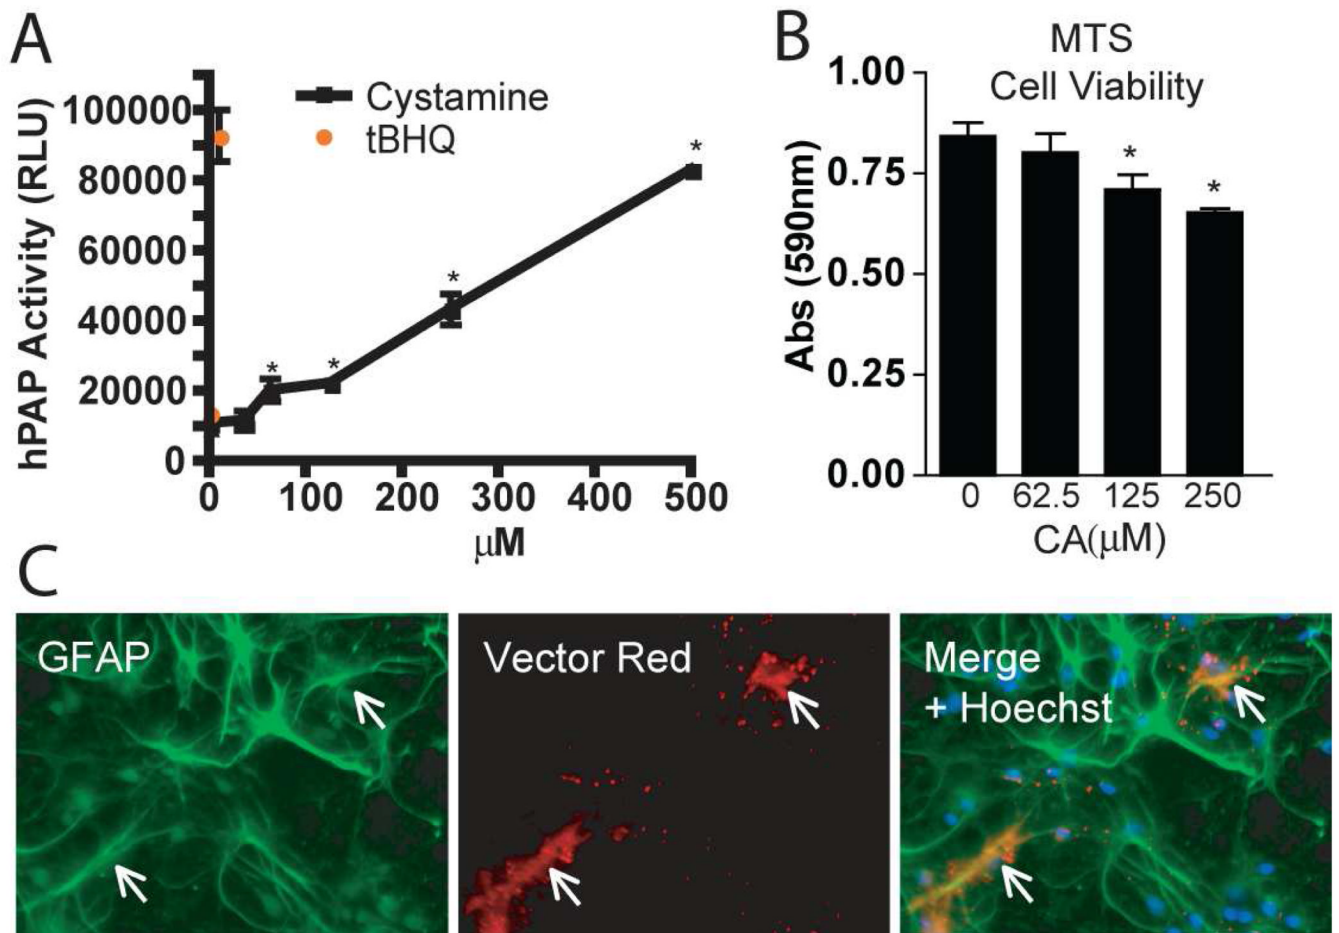 A
hPAP Activity (RLU)
100000
80000
60000
40000
20000
0
Cystamine
tBHQ
*
*
*
*
0 100 200 300 400 500
μM
B
MTS
Cell Viability
Abs (590nm)
1.00
0.75
0.50
0.25
0.00
*
*
0 62.5 125 250
CA(μM)
C
GFAP
Vector Red
Merge
+ Hoechst